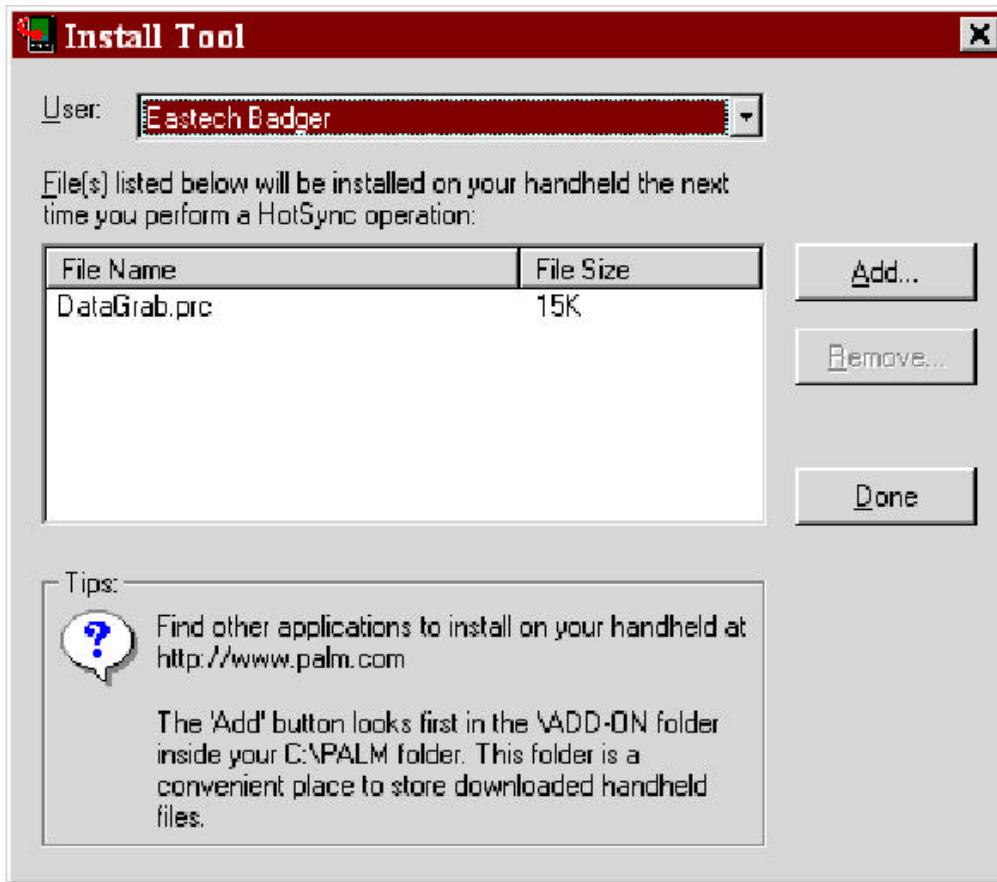 Install Tool
User: Eastech Badger
File(s) listed below will be installed on your handheld the next
time you perform a HotSync operation:
File Name File Size
DataGrab.prc 15K
Add...
Remove...
Done
Tips:
Find other applications to install on your handheld at
http://www.palm.com
The 'Add' button looks first in the \ADD-ON folder
inside your C:\PALM folder. This folder is a
convenient place to store downloaded handheld
files.